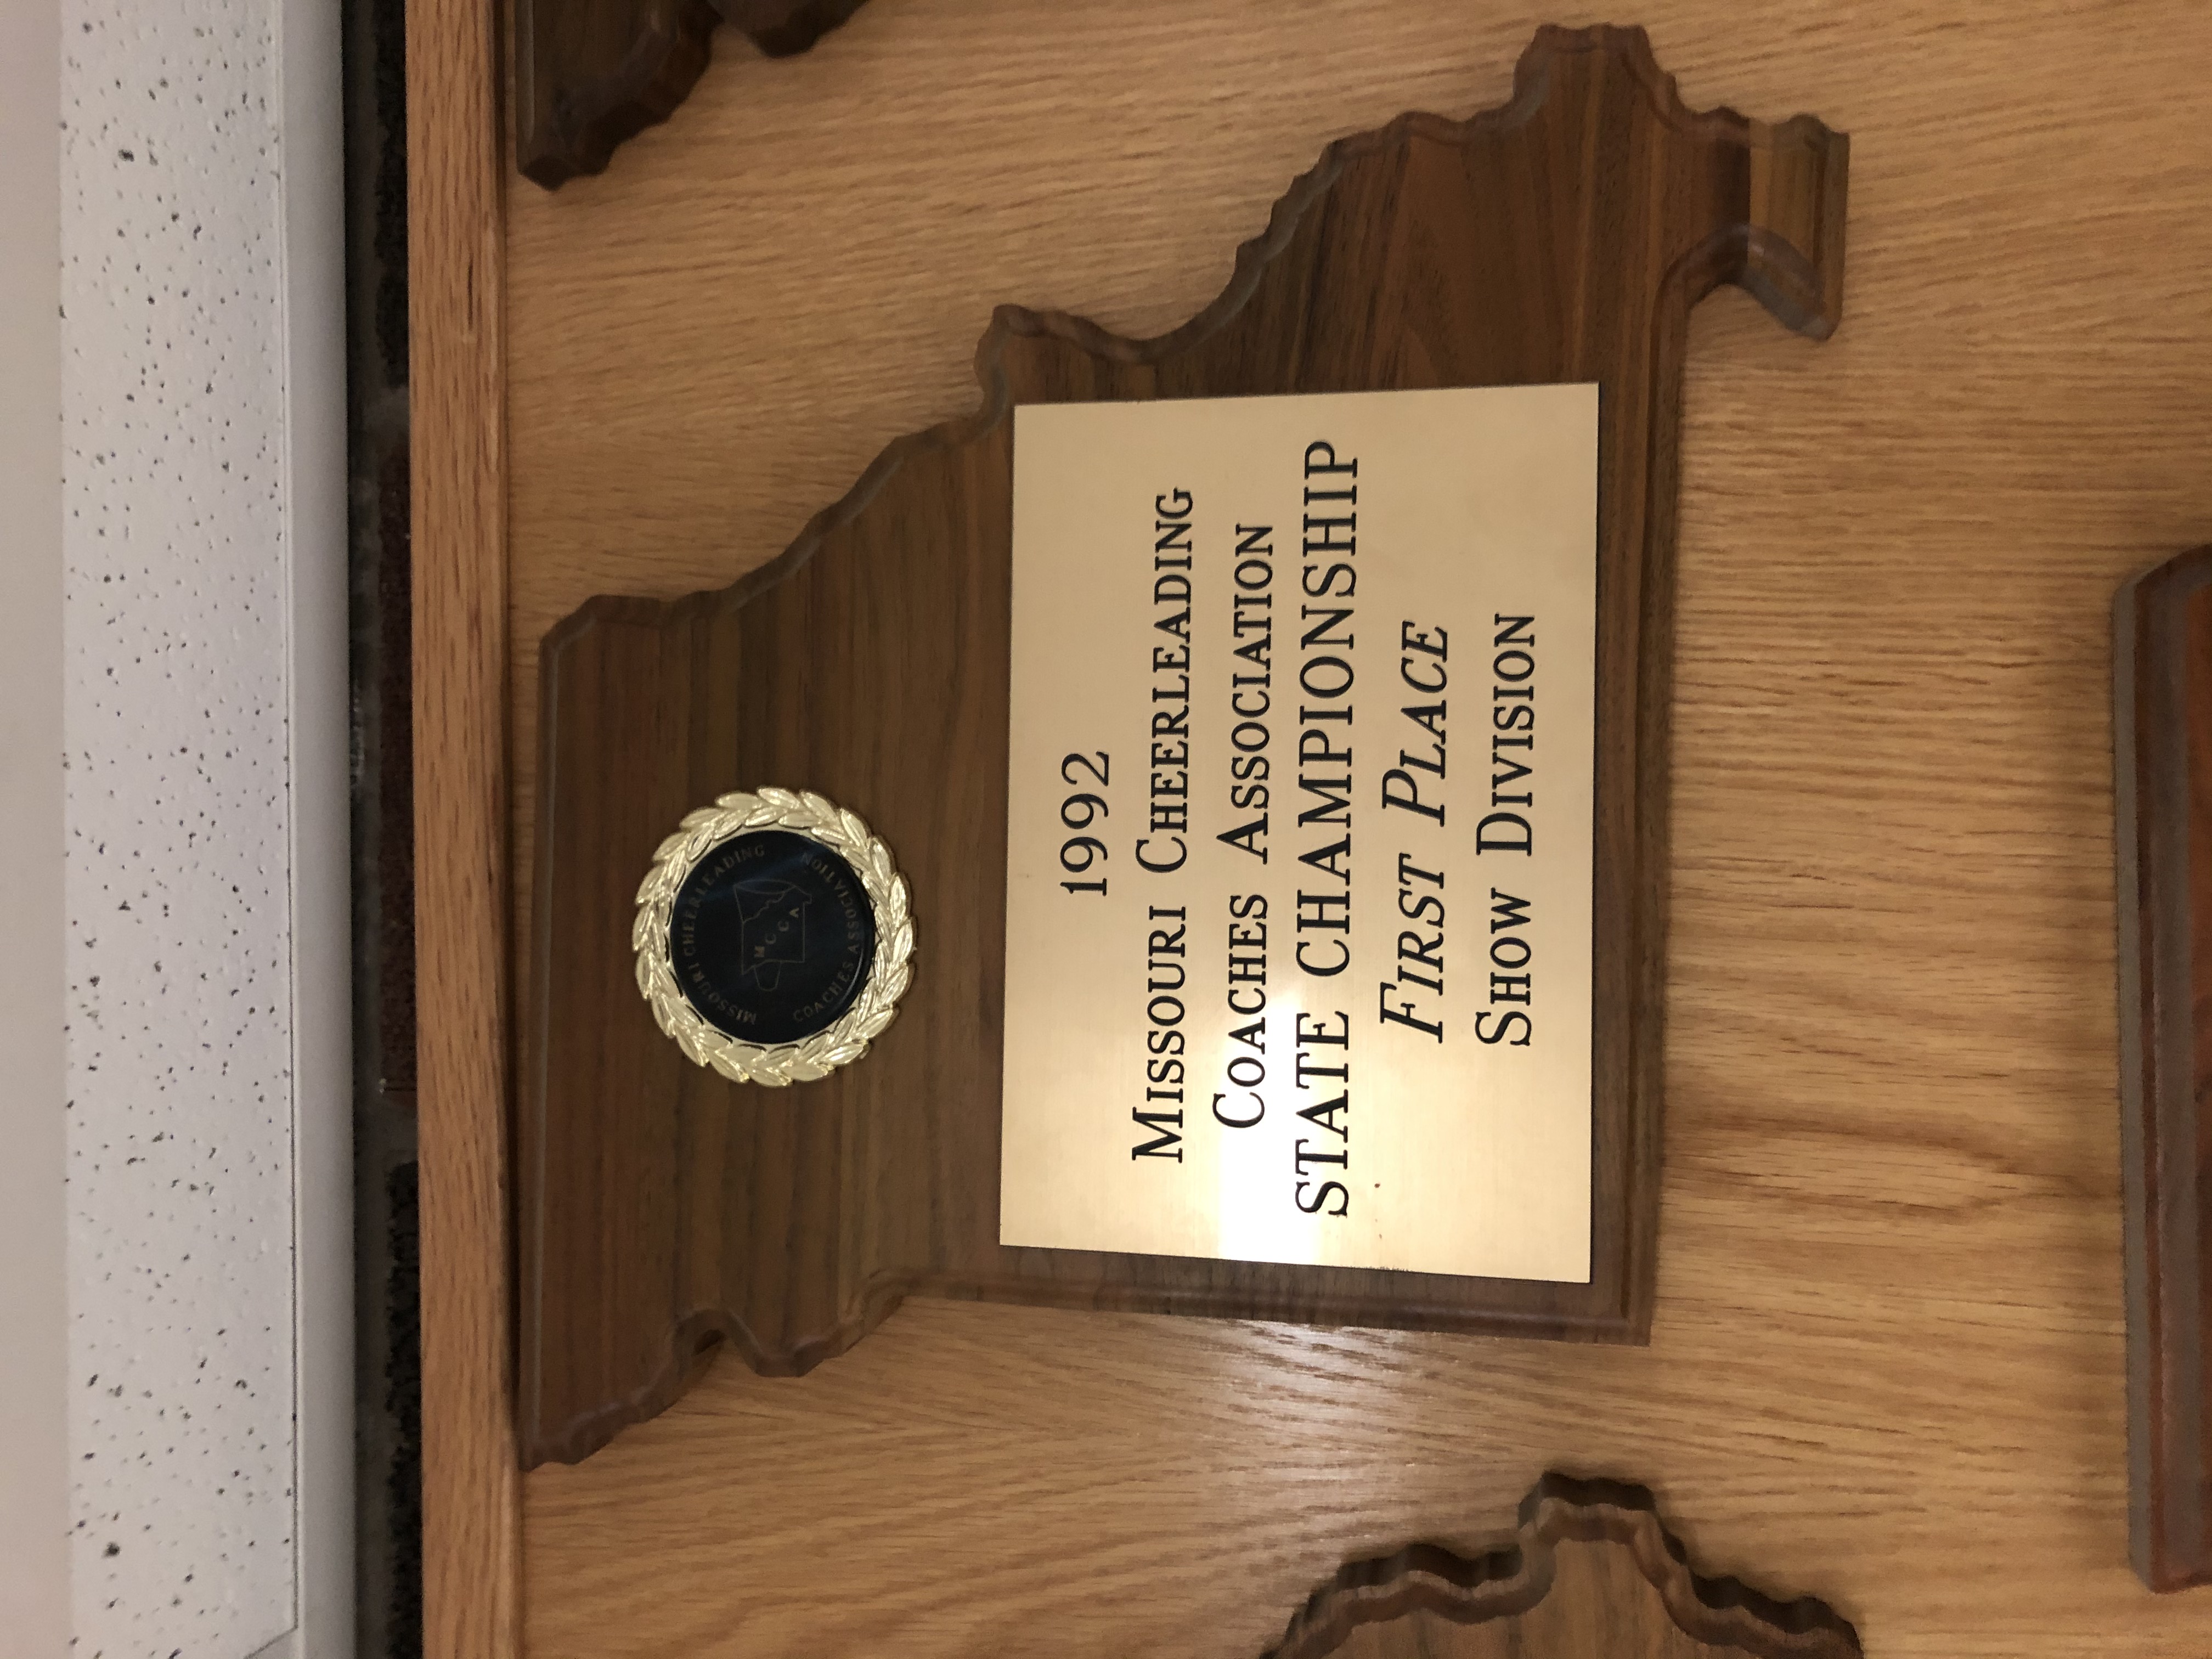 MISSOURI CHEERLEADING
MCCA
COACHES ASSOCIATION
1992
MISSOURI CHEERLEADING
COACHES ASSOCIATION
STATE CHAMPIONSHIP
FIRST PLACE
SHOW DIVISION